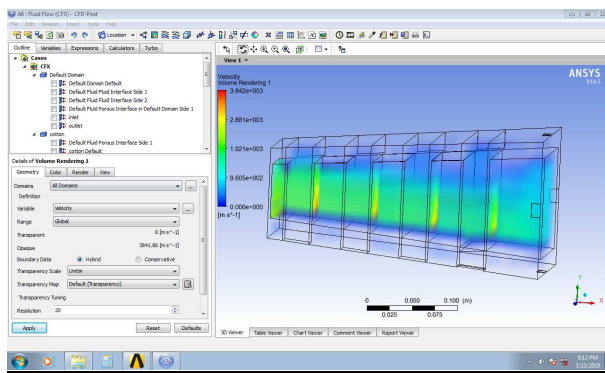 A6 : Fluid Flow (CFX) - CFD-Post
File Edit Session Insert Tools Help
Location
Outline Variables Expressions Calculators Turbo
Cases
CFX
Default Domain
Default Domain Default
Default Fluid Fluid Interface Side 1
Default Fluid Fluid Interface Side 2
Default Fluid Porous Interface in Default Domain Side 1
inlet
outlet
cotton
Default Fluid Porous Interface Side 1
cotton Default
Details of Volume Rendering 1
Geometry Color Render View
Domains All Domains ...
Definition
Variable Velocity ...
Range Global
Transparent 0 [m s^-1]
Opaque 3841.86 [m s^-1]
Boundary Data Hybrid Conservative
Transparency Scale Linear
Transparency Map Default (Transparency)
Transparency Tuning
Resolution 20
Apply Reset Defaults
View 1
Velocity
Volume Rendering 1
3.842e+003
2.881e+003
1.921e+003
9.605e+002
0.000e+000
[m s^-1]
ANSYS
R14.5
Y
X
0 0.050 0.100 (m)
0.025 0.075
3D Viewer Table Viewer Chart Viewer Comment Viewer Report Viewer
9:13 PM
3/23/2019